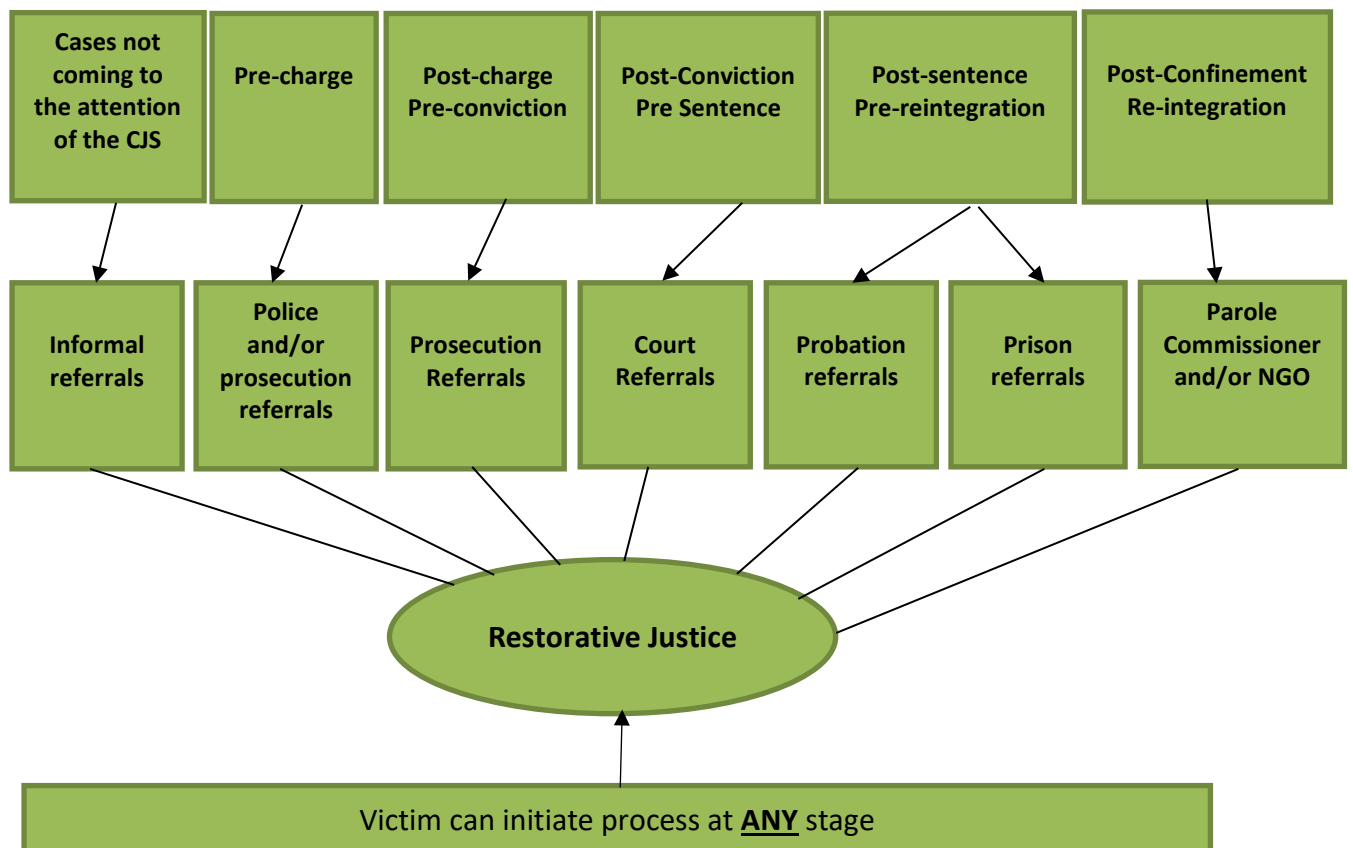 Cases not
coming to
the attention
of the CJS
Pre-charge
Post-charge
Pre-conviction
Post-Conviction
Pre Sentence
Post-sentence
Pre-reintegration
Post-Confinement
Re-integration
Informal
referrals
Police
and/or
prosecution
referrals
Prosecution
Referrals
Court
Referrals
Probation
referrals
Prison
referrals
Parole
Commissioner
and/or NGO
Restorative Justice
Victim can initiate process at ANY stage